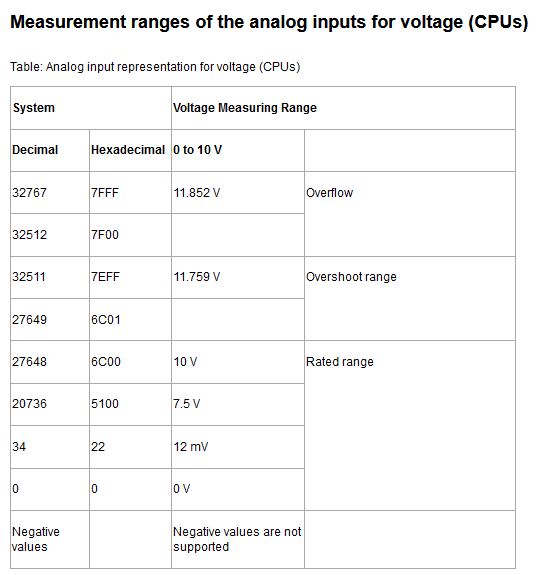 Measurement ranges of the analog inputs for voltage (CPUs)
Table: Analog input representation for voltage (CPUs)
System Voltage Measuring Range
Decimal Hexadecimal 0 to 10 V
32767 7FFF 11.852 V Overflow
32512 7F00
32511 7EFF 11.759 V Overshoot range
27649 6C01
27648 6C00 10 V Rated range
20736 5100 7.5 V
34 22 12 mV
0 0 0 V
Negative values Negative values are not supported